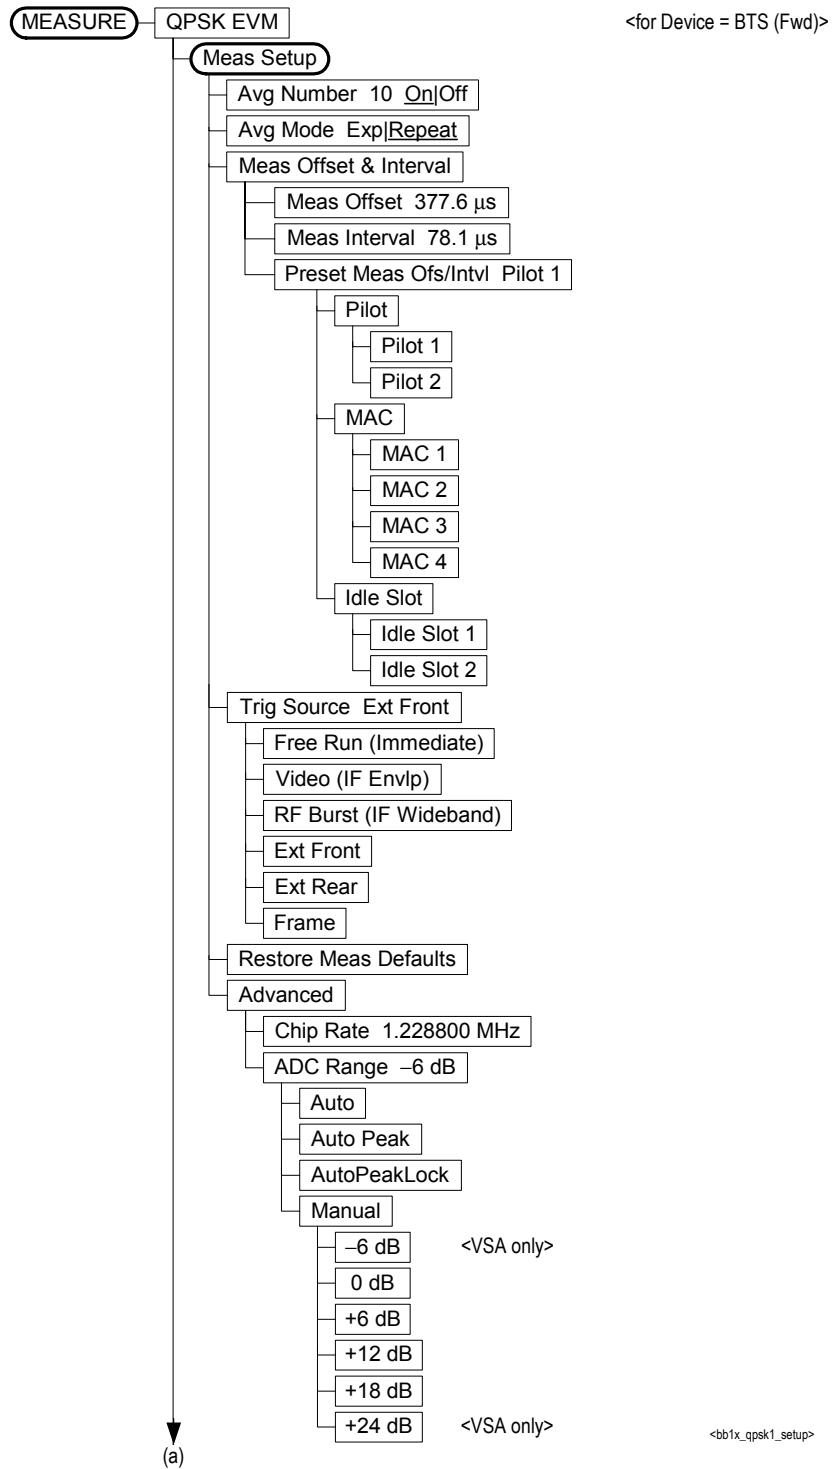 MEASURE QPSK EVM <for Device = BTS (Fwd)>
Meas Setup
Avg Number 10 On|Off
Avg Mode Exp|Repeat
Meas Offset & Interval
Meas Offset 377.6 μs
Meas Interval 78.1 μs
Preset Meas Ofs/Intvl Pilot 1
Pilot
Pilot 1
Pilot 2
MAC
MAC 1
MAC 2
MAC 3
MAC 4
Idle Slot
Idle Slot 1
Idle Slot 2
Trig Source Ext Front
Free Run (Immediate)
Video (IF Envlp)
RF Burst (IF Wideband)
Ext Front
Ext Rear
Frame
Restore Meas Defaults
Advanced
Chip Rate 1.228800 MHz
ADC Range −6 dB
Auto
Auto Peak
AutoPeakLock
Manual
−6 dB <VSA only>
0 dB
+6 dB
+12 dB
+18 dB
+24 dB <VSA only>
<bb1x_qpsk1_setup>
(a)